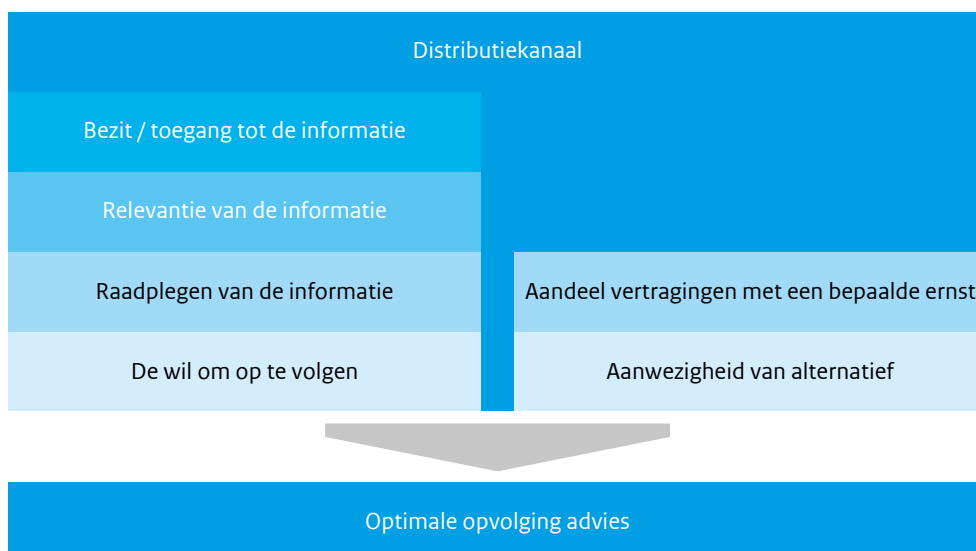 Distributiekanaal
Bezit / toegang tot de informatie
Relevantie van de informatie
Raadplegen van de informatie
Aandeel vertragingen met een bepaalde ernst
De wil om op te volgen
Aanwezigheid van alternatief
Optimale opvolging advies